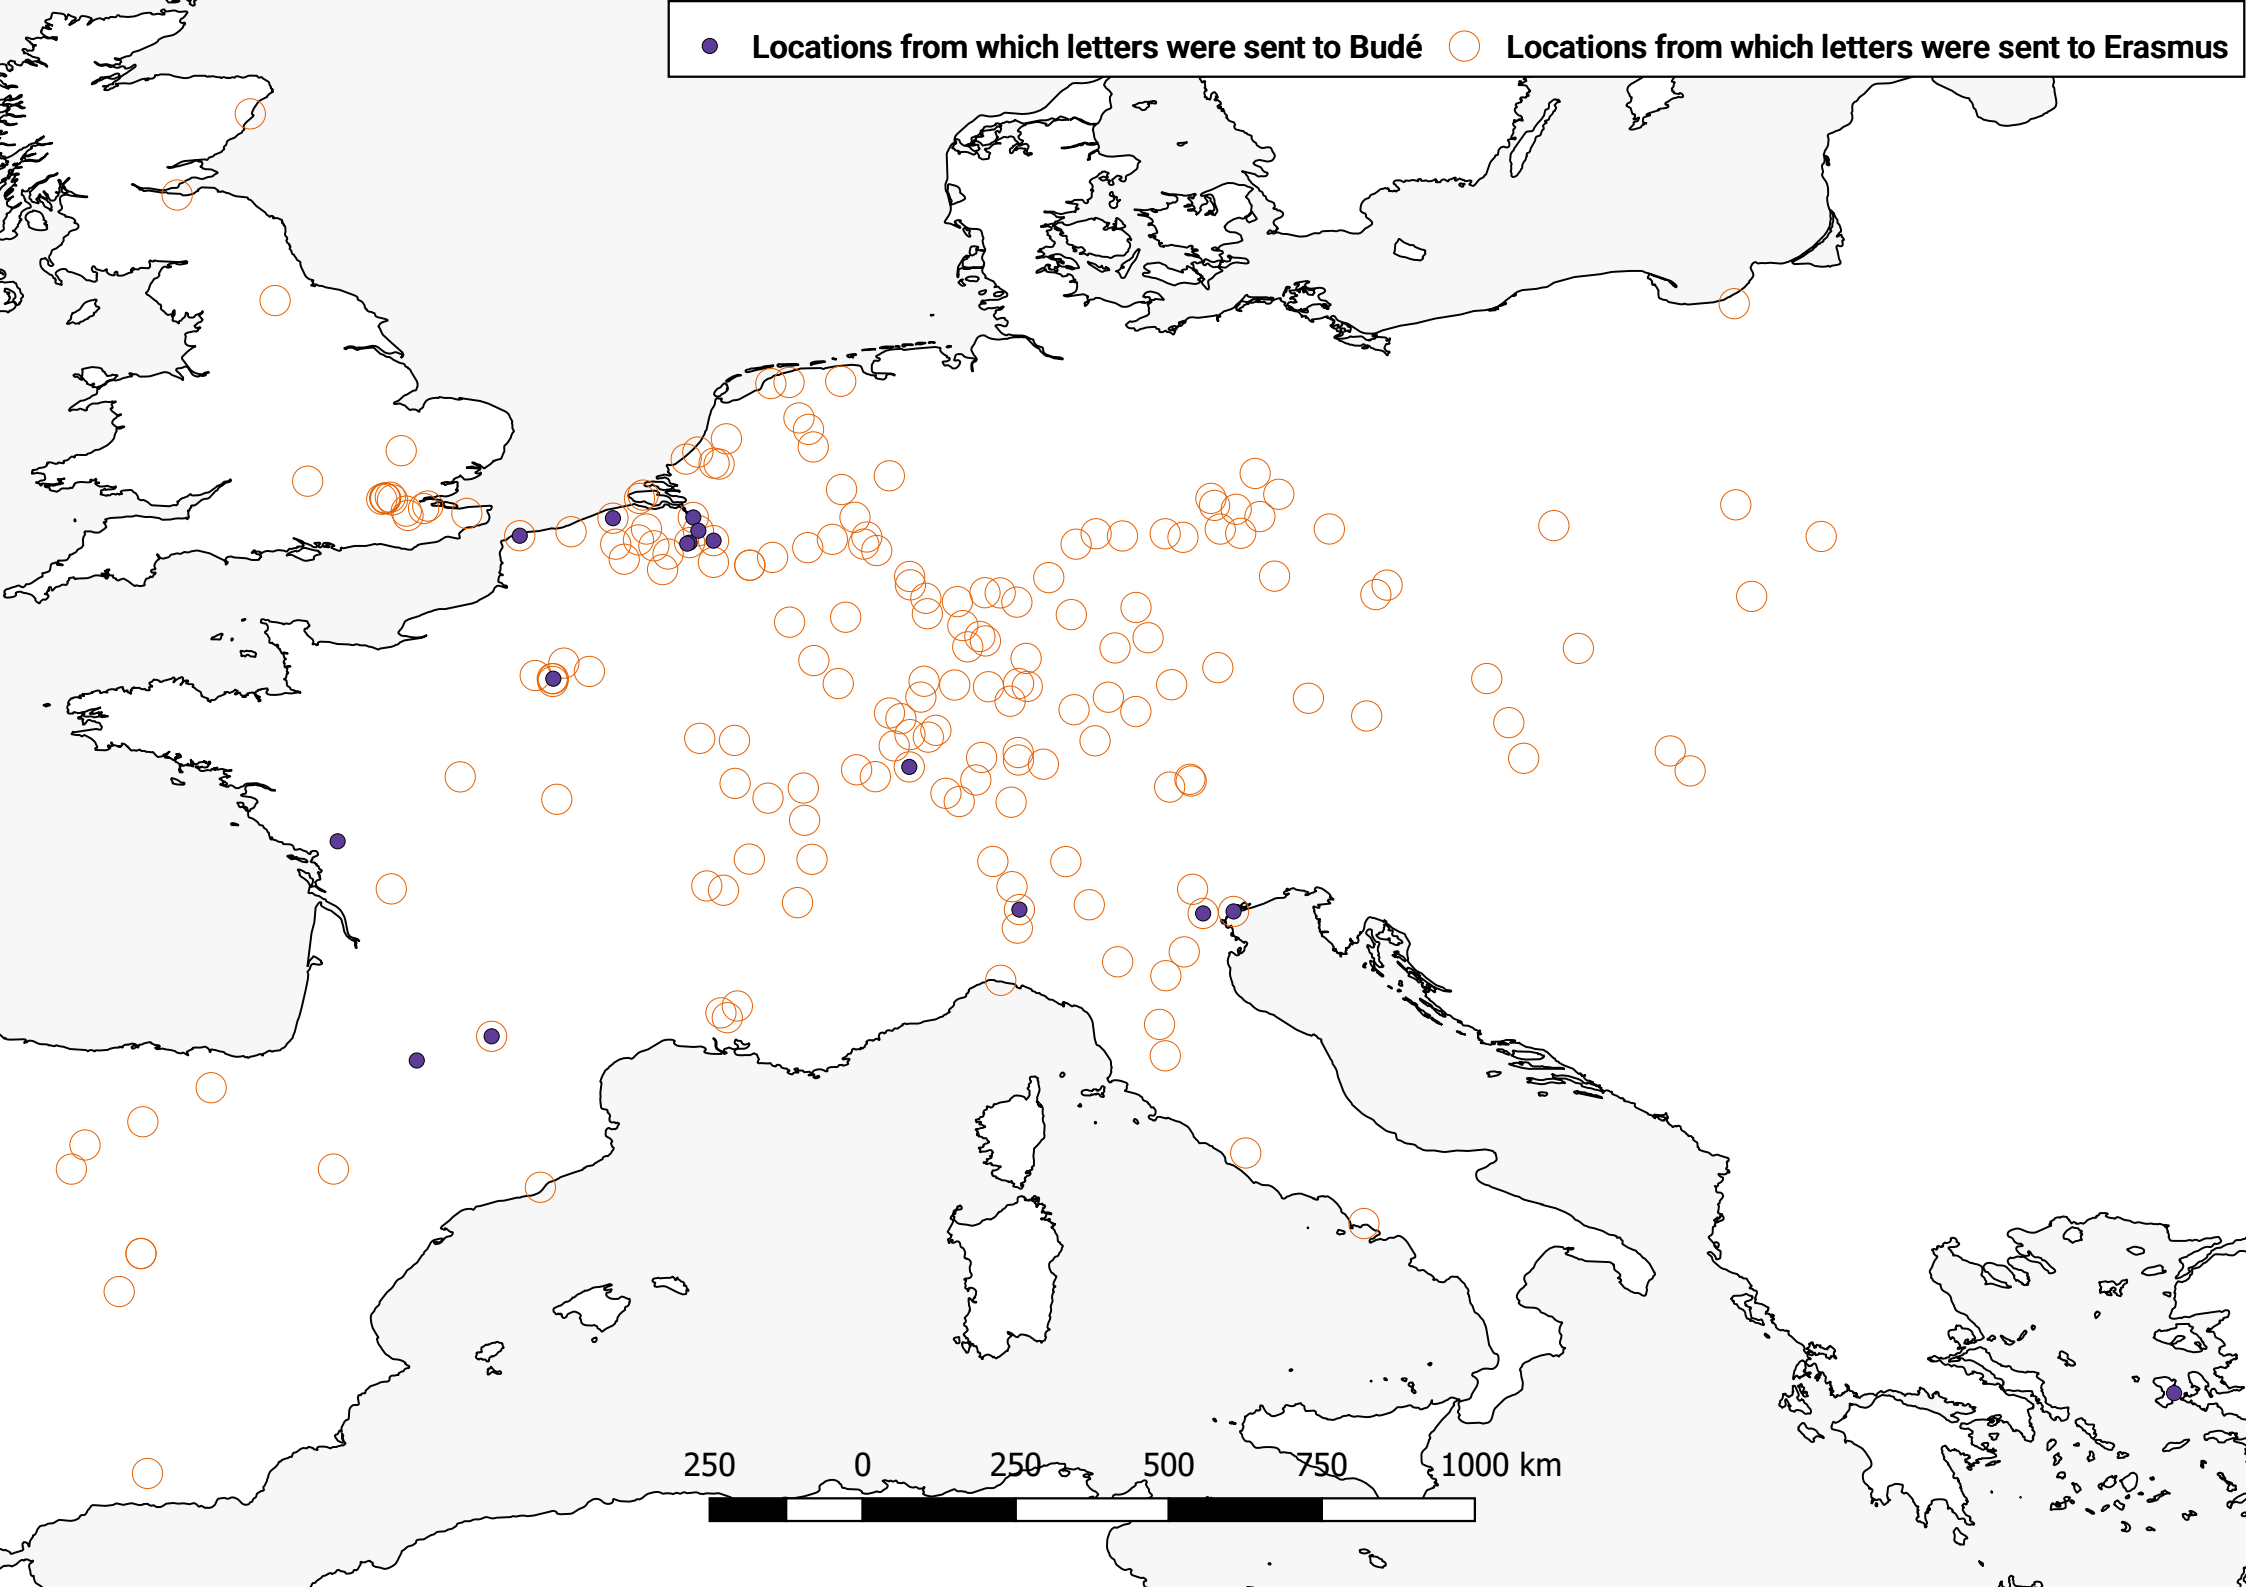 Locations from which letters were sent to Budé Locations from which letters were sent to Erasmus
250 0 250 500 750 1000 km